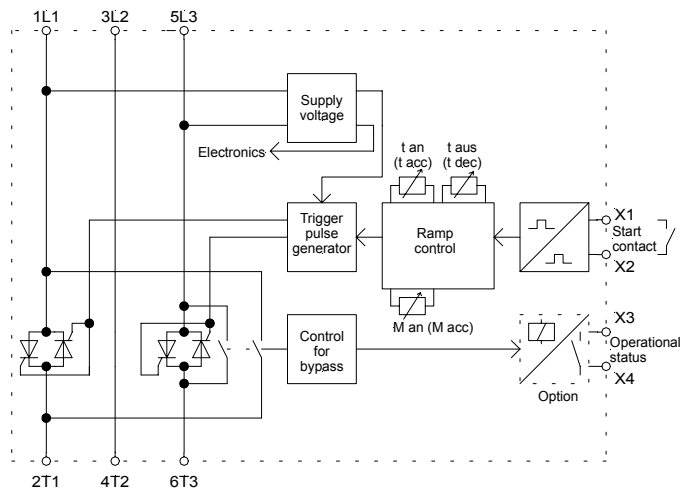 1L1 3L2 5L3
Supply
voltage
Electronics
t an
(t acc)
t aus
(t dec)
Trigger
pulse
generator
Ramp
control
X1
Start
contact
X2
M an (M acc)
Control
for
bypass
X3
Operational
status
X4
Option
2T1 4T2 6T3